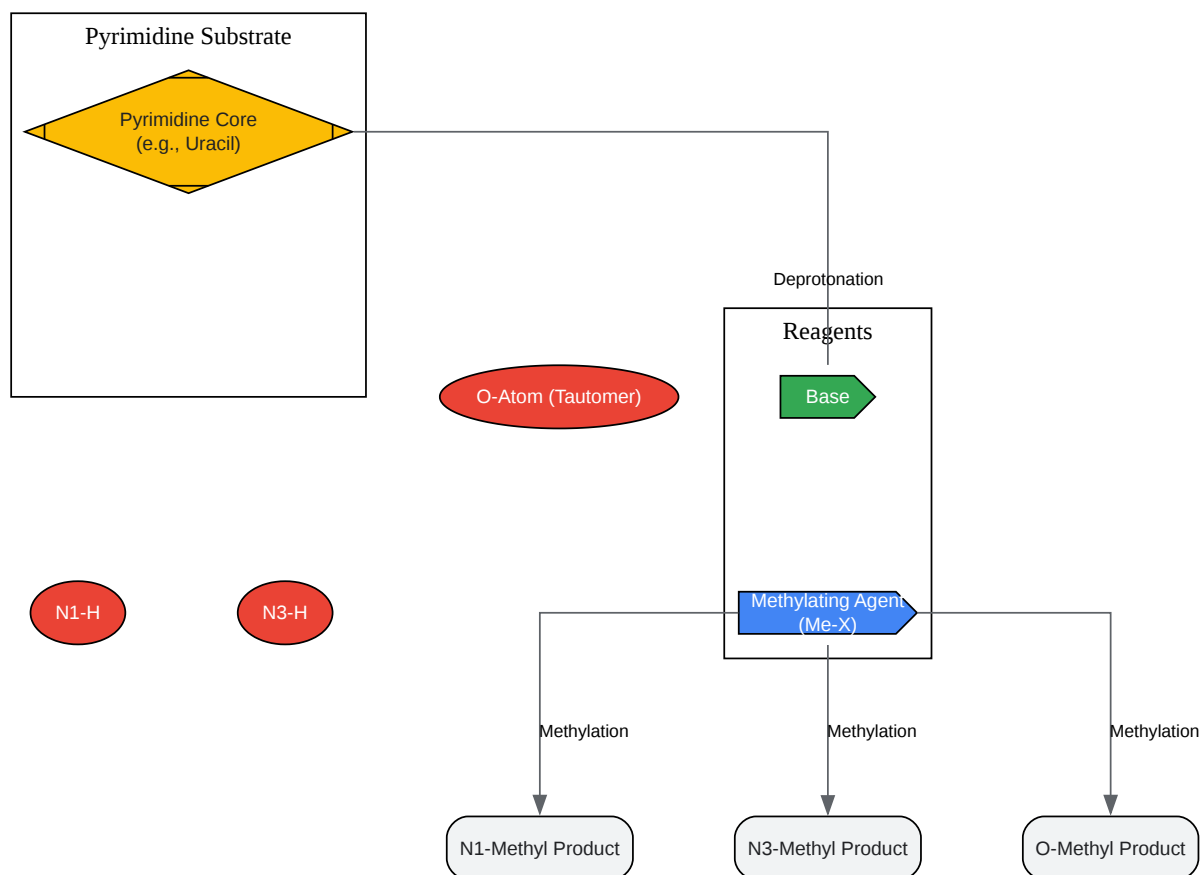 Pyrimidine Substrate
Pyrimidine Core
(e.g., Uracil)
Deprotonation
Reagents
O-Atom (Tautomer)
Base
N1-H
N3-H
Methylating Agent
(Me-X)
Methylation
Methylation
Methylation
N1-Methyl Product
N3-Methyl Product
O-Methyl Product